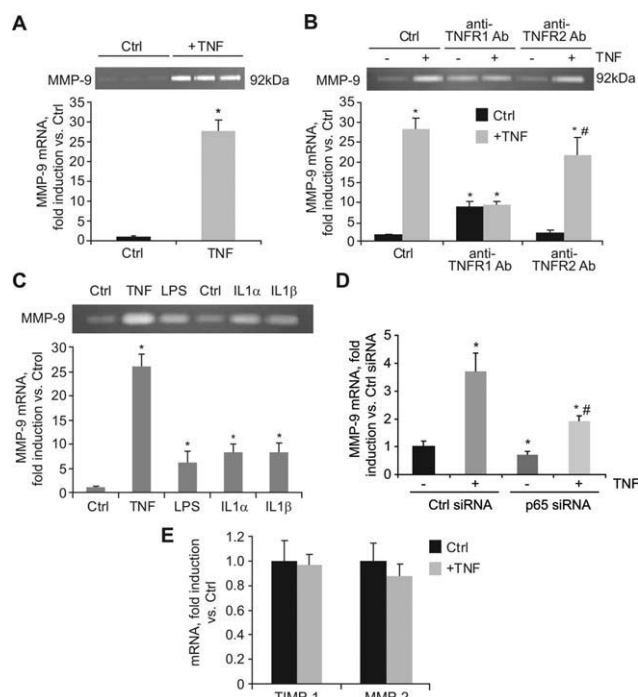 A
Ctrl +TNF
MMP-9 92kDa
MMP-9 mRNA,
fold induction vs. Ctrl
35
30
25
20
15
10
5
0
Ctrl TNF
*
B
Ctrl anti-TNFR1 Ab anti-TNFR2 Ab
- + - + - + TNF
MMP-9 92kDa
MMP-9 mRNA,
fold induction vs. Ctrl
35
30
25
20
15
10
5
0
* * * *#
Ctrl
+TNF
Ctrl anti-TNFR1 Ab anti-TNFR2 Ab
C
Ctrl TNF LPS Ctrl IL1α IL1β
MMP-9
MMP-9 mRNA,
fold induction vs. Ctrol
30
25
20
15
10
5
0
* * * *
Ctrl TNF LPS IL1α IL1β
D
MMP-9 mRNA, fold
induction vs. Ctrl siRNA
5
4
3
2
1
0
* * *#
- + - + TNF
Ctrl siRNA p65 siRNA
E
mRNA, fold induction
vs. Ctrl
1.2
1.0
0.8
0.6
0.4
0.2
0
Ctrl
+TNF
TIMP-1 MMP-2